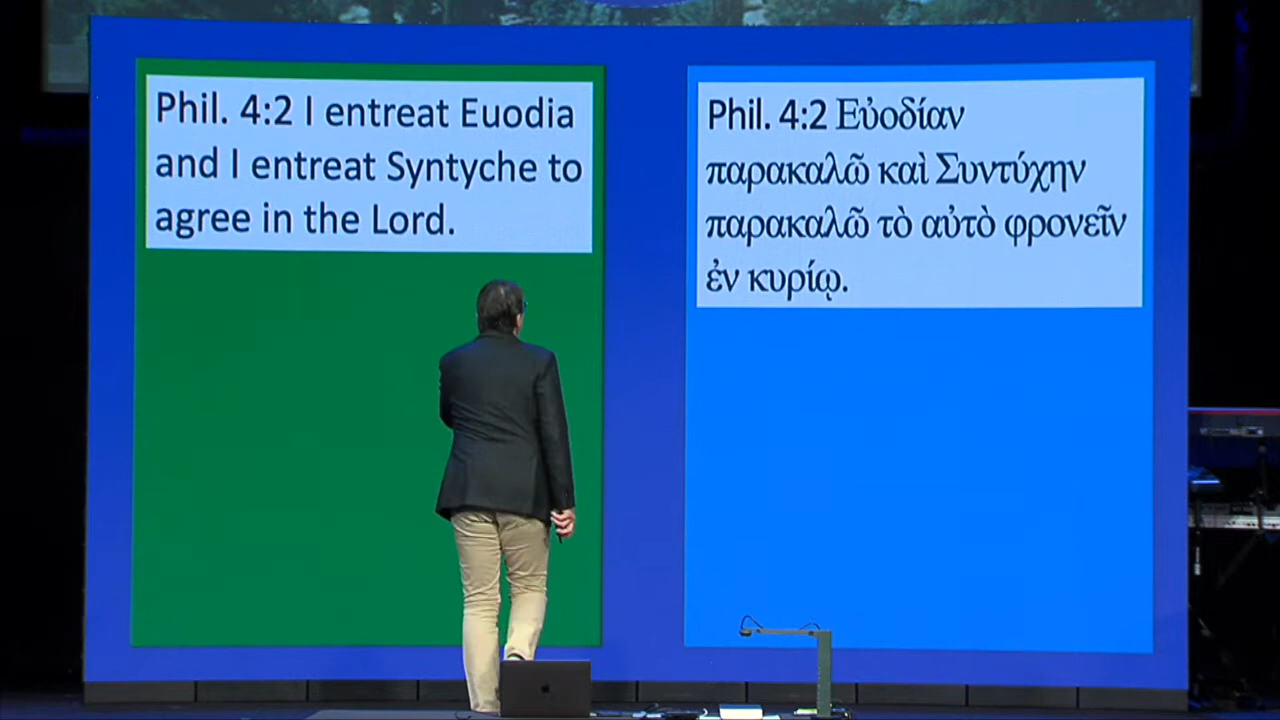 Phil. 4:2 I entreat Euodia
and I entreat Syntyche to
agree in the Lord.
Phil. 4:2 Εὐοδίαν
παρακαλῶ καὶ Συντύχην
παρακαλῶ τὸ αὐτὸ φρονεῖν
ἐν κυρίῳ.